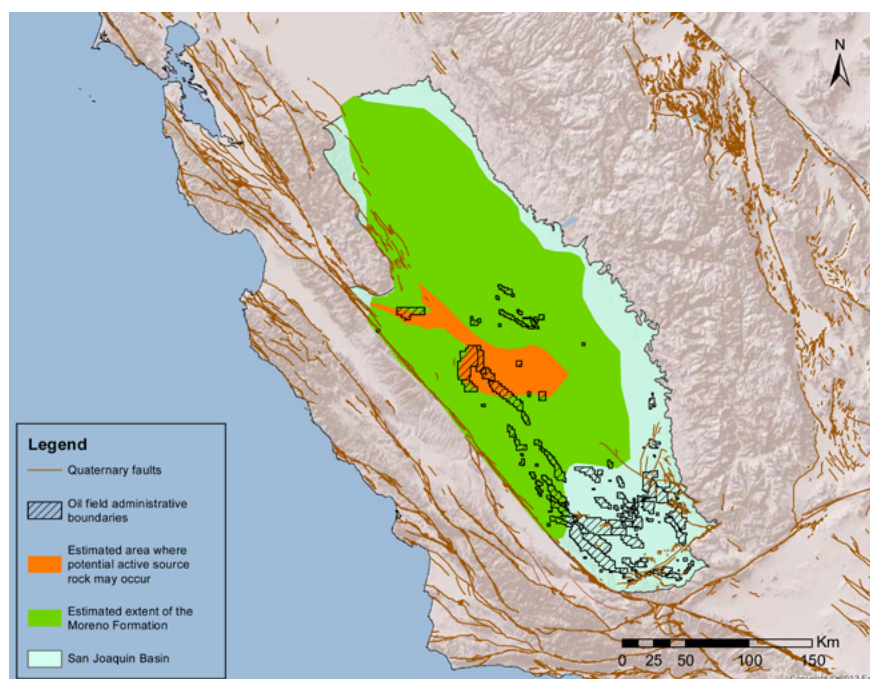 N
Legend
Quaternary faults
Oil field administrative
boundaries
Estimated area where
potential active source
rock may occur
Estimated extent of the
Moreno Formation
San Joaquin Basin
Km
0 25 50 100 150